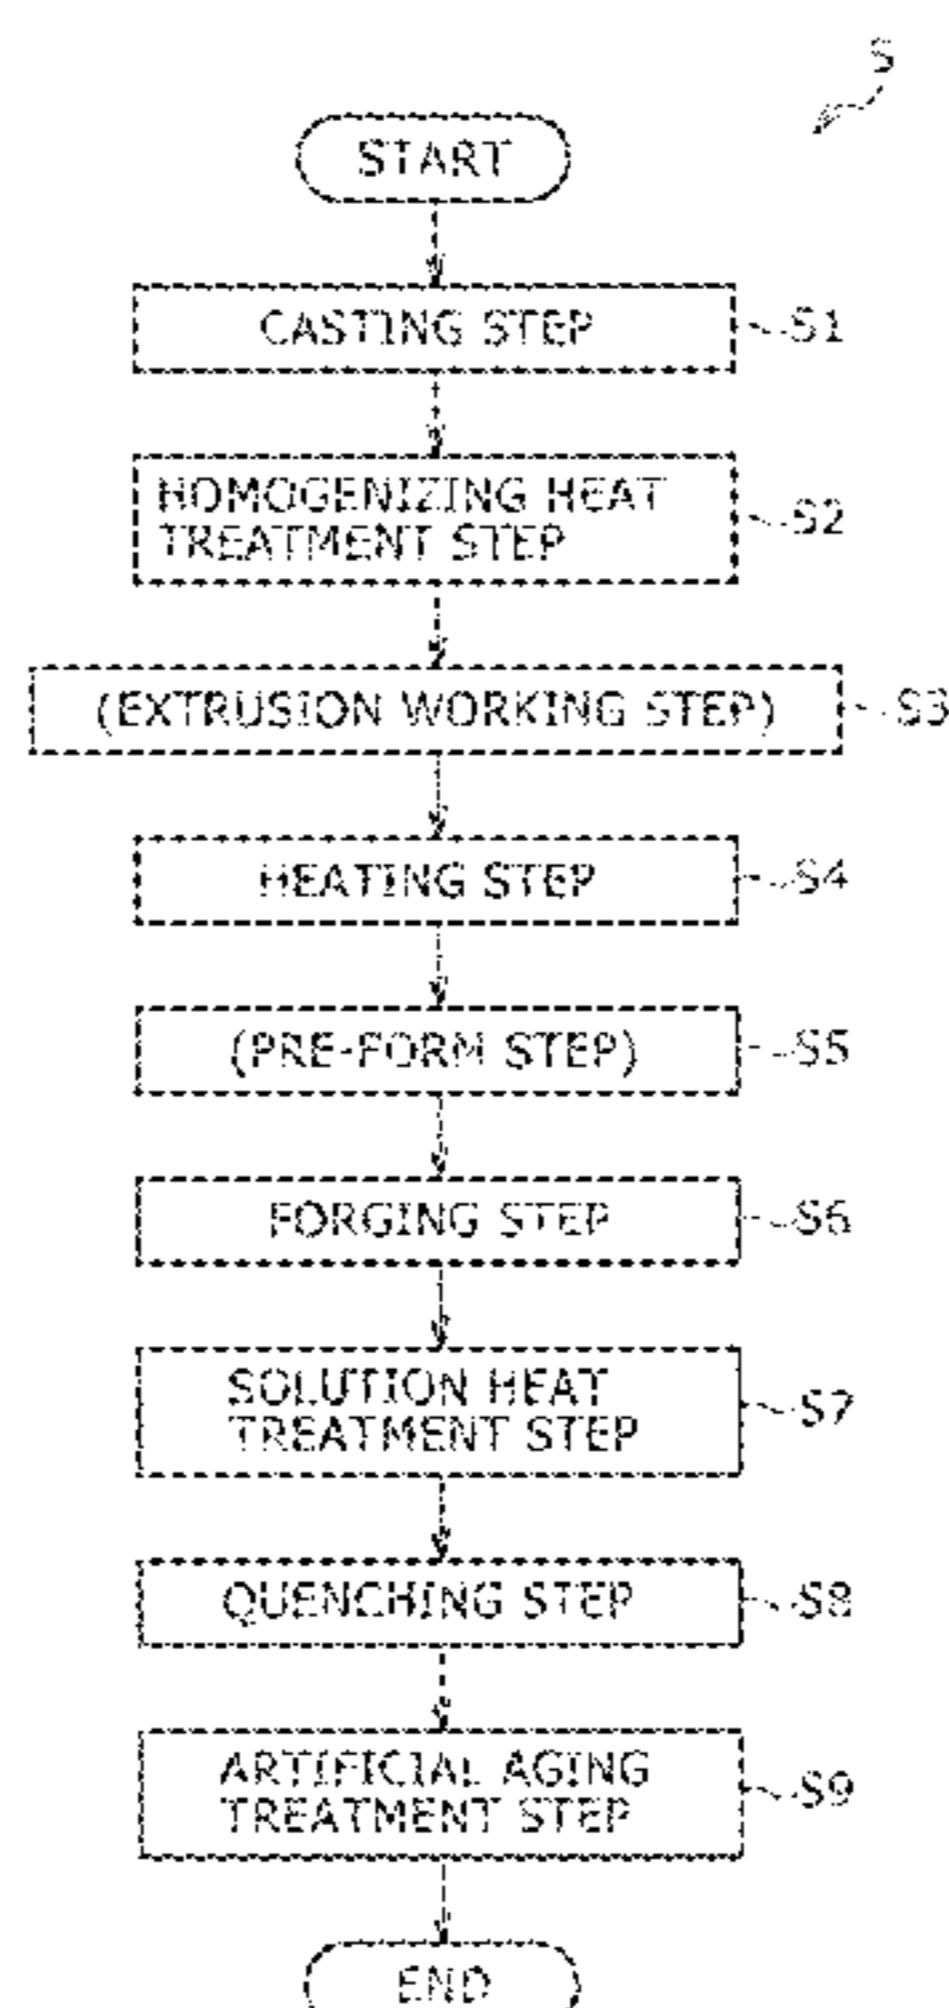 S
START
CASTING STEP
S1
HOMOGENIZING HEAT
TREATMENT STEP
S2
(EXTRUSION WORKING STEP)
S3
HEATING STEP
S4
(PRE-FORM STEP)
S5
FORGING STEP
S6
SOLUTION HEAT
TREATMENT STEP
S7
QUENCHING STEP
S8
ARTIFICIAL AGING
TREATMENT STEP
S9
END